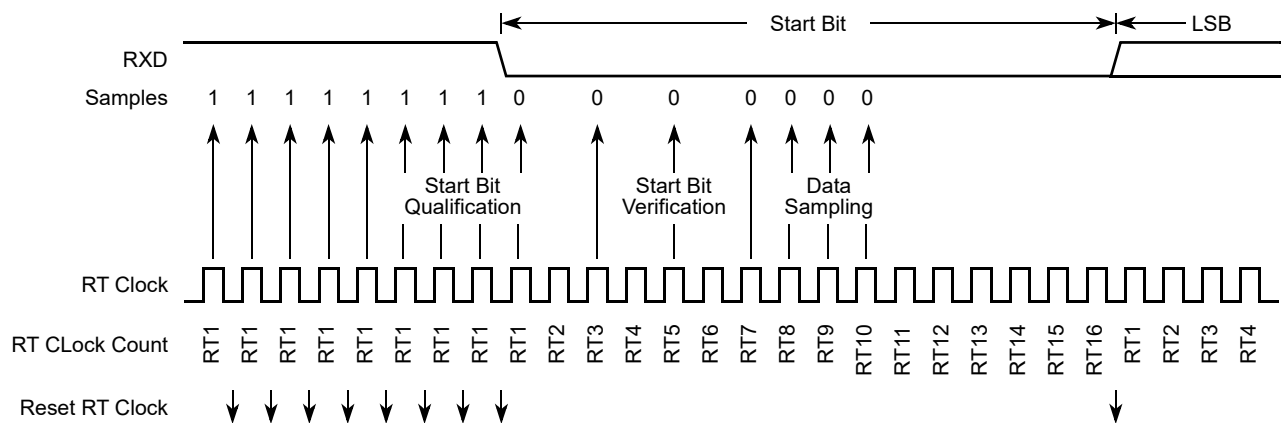 Start Bit
LSB
RXD
Samples 1 1 1 1 1 1 1 1 0 0 0 0 0 0 0
Start Bit
Qualification
Start Bit
Verification
Data
Sampling
RT Clock
RT CLock Count RT1 RT1 RT1 RT1 RT1 RT1 RT1 RT1 RT1 RT2 RT3 RT4 RT5 RT6 RT7 RT8 RT9 RT10 RT11 RT12 RT13 RT14 RT15 RT16 RT1 RT2 RT3 RT4
Reset RT Clock